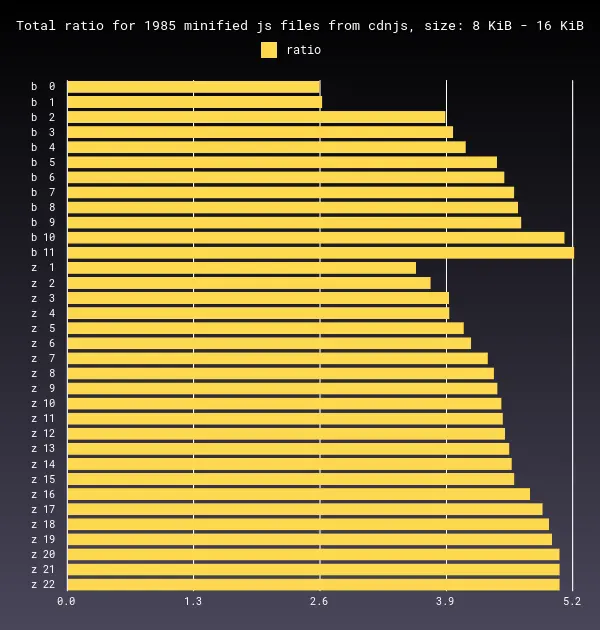 Total ratio for 1985 minified js files from cdnjs, size: 8 KiB - 16 KiB
ratio
b 0
b 1
b 2
b 3
b 4
b 5
b 6
b 7
b 8
b 9
b 10
b 11
z 1
z 2
z 3
z 4
z 5
z 6
z 7
z 8
z 9
z 10
z 11
z 12
z 13
z 14
z 15
z 16
z 17
z 18
z 19
z 20
z 21
z 22
0.0 1.3 2.6 3.9 5.2